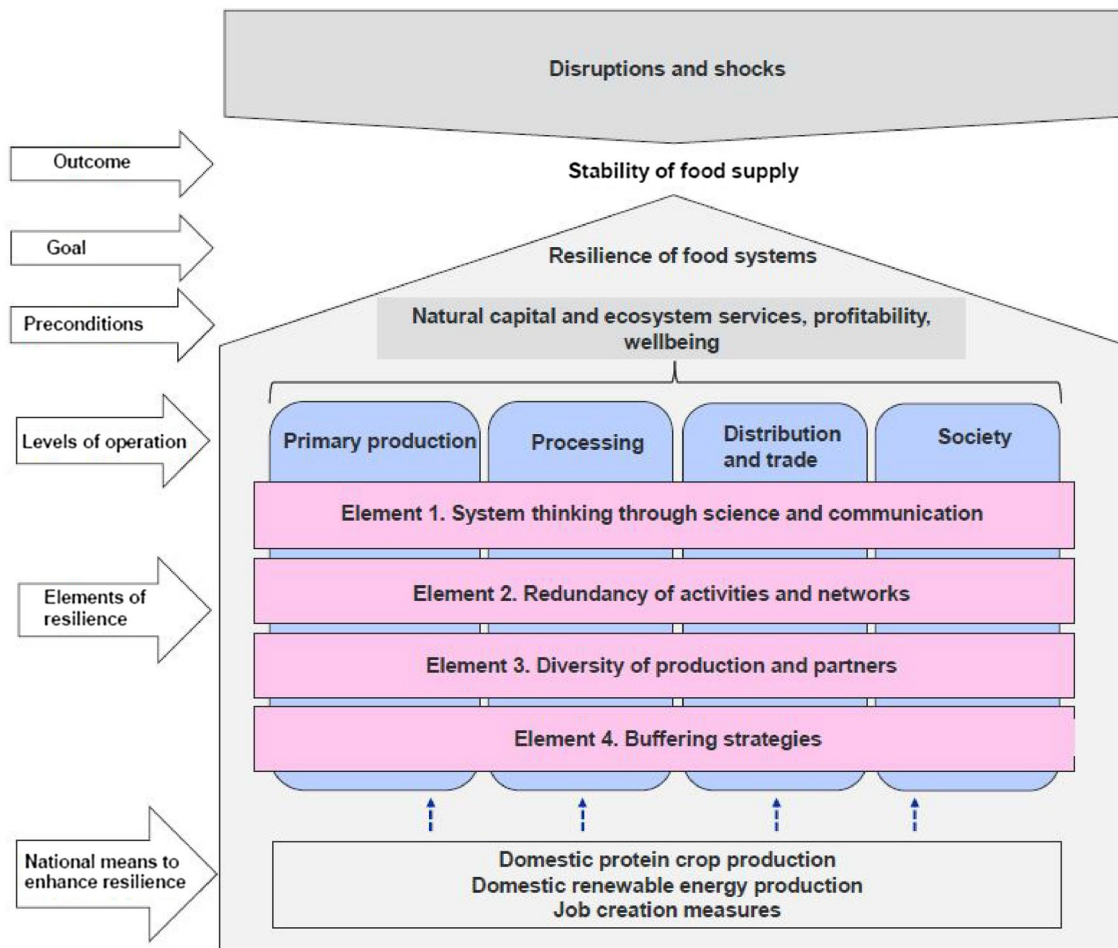 Disruptions and shocks
Outcome
Stability of food supply
Goal
Resilience of food systems
Preconditions
Natural capital and ecosystem services, profitability,
wellbeing
Levels of operation
Primary production
Processing
Distribution
and trade
Society
Element 1. System thinking through science and communication
Elements of
resilience
Element 2. Redundancy of activities and networks
Element 3. Diversity of production and partners
Element 4. Buffering strategies
National means to
enhance resilience
Domestic protein crop production
Domestic renewable energy production
Job creation measures